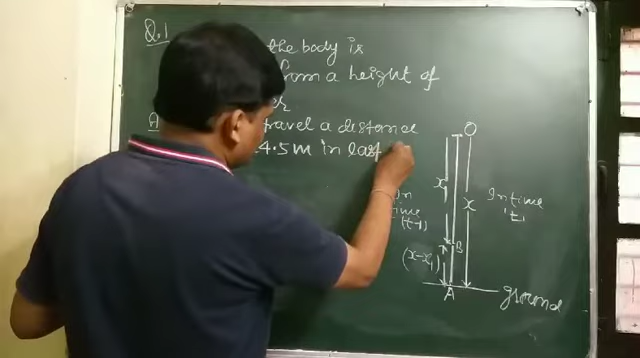 Q.1
the body is
from a height of
travel a distance
4.5m in last
O
x
x
In time
't'
In
time
(t-1)
B
(x-x1)
A
ground